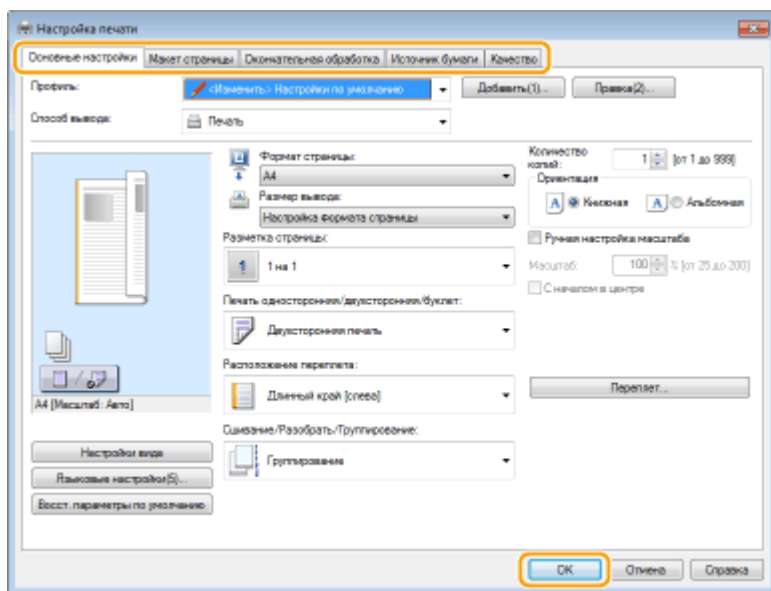 Настройка печати
Основные настройки Макет страницы Окончательная обработка Источник бумаги Качество
Профиль: <Изменить> Настройки по умолчанию Добавить(1)... Правка(2)...
Способ вывода: Печать
Формат страницы:
A4
Размер вывода:
Настройка формата страницы
Разметка страницы:
1 1 на 1
Печать односторонняя/двухсторонняя/буклет:
Двухсторонняя печать
Расположение переплета:
Длинный край [слева]
Сшивание/Разобрать/Группирование:
Группирование
Количество копий: 1 [от 1 до 999]
Ориентация
A Книжная A Альбомная
Ручная настройка масштаба
Масштаб: 100 % [от 25 до 200]
С началом в центре
Переплет...
A4 [Масштаб: Авто]
Настройки вида
Языковые настройки(5)...
Восст. параметры по умолчанию
OK Отмена Справка